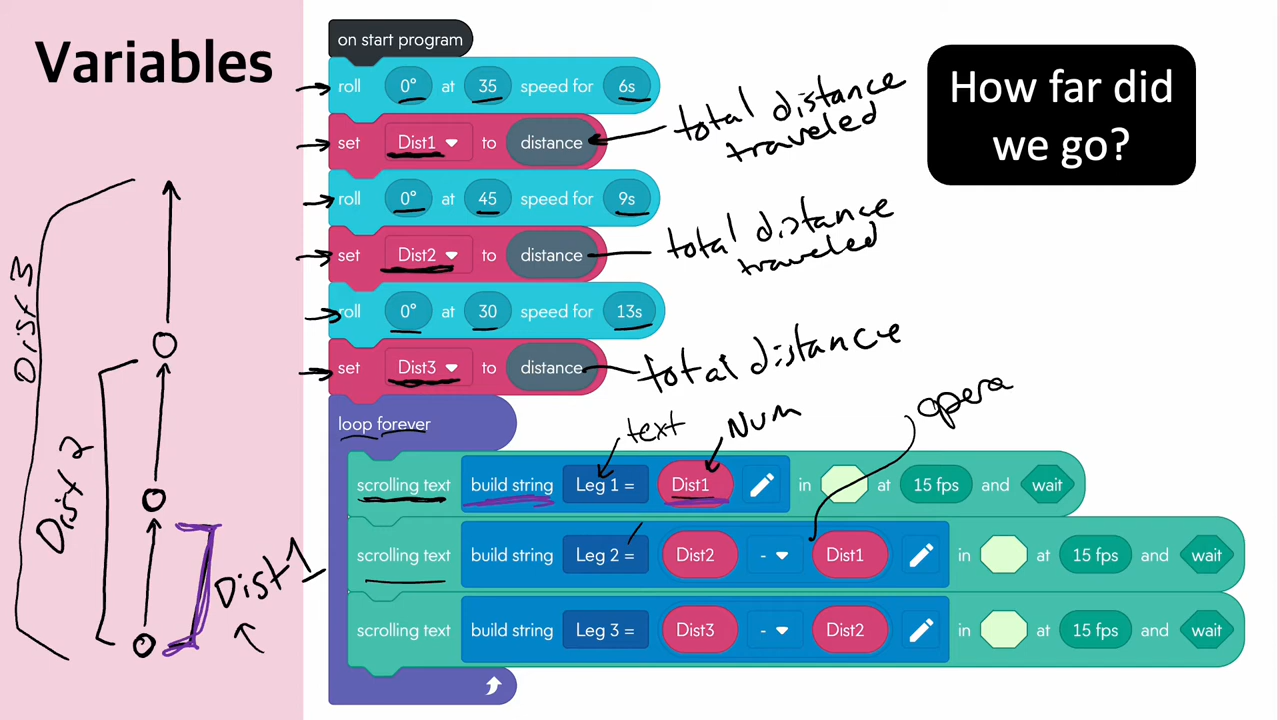 Variables
How far did
we go?
on start program
roll 0° at 35 speed for 6s
set Dist1 to distance
total distance
traveled
roll 0° at 45 speed for 9s
set Dist2 to distance
total distance
traveled
roll 0° at 30 speed for 13s
set Dist3 to distance
total distance
loop forever
text
Num
opera
scrolling text build string Leg 1 = Dist1 in at 15 fps and wait
scrolling text build string Leg 2 = Dist2 - Dist1 in at 15 fps and wait
scrolling text build string Leg 3 = Dist3 - Dist2 in at 15 fps and wait
Dist 3
Dist 2
Dist 1